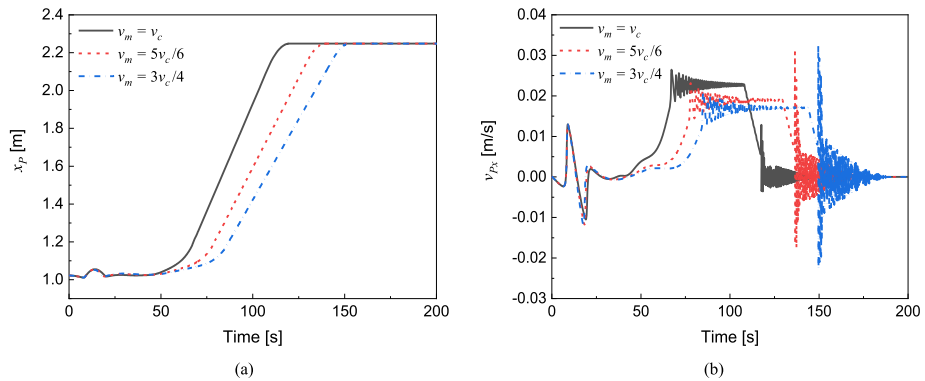 2.4
2.2
2.0
1.8
1.6
1.4
1.2
1.0
x_P [m]
v_m = v_c
v_m = 5v_c/6
v_m = 3v_c/4
0 50 100 150 200
Time [s]
(a)
0.04
0.03
0.02
0.01
0.00
-0.01
-0.02
-0.03
v_Px [m/s]
v_m = v_c
v_m = 5v_c/6
v_m = 3v_c/4
0 50 100 150 200
Time [s]
(b)